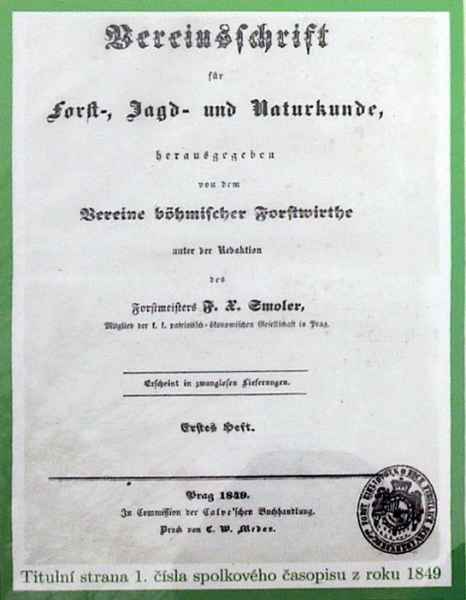 Vereinsschrift
für
Forst-, Jagd- und Naturkunde,
herausgegeben
von dem
Vereine böhmischer Forstwirthe
unter der Redaktion
des
Forstmeisters F. X. Smoler,
Mitglied der k. k. patriotisch-ökonomischen Gesellschaft in Prag.
Erscheint in zwanglosen Lieferungen.
Erstes Heft.
Prag 1849.
In Commission der Calve'schen Buchhandlung.
Druck von C. W. Medau.
Titulní strana 1. čísla spolkového časopisu z roku 1849